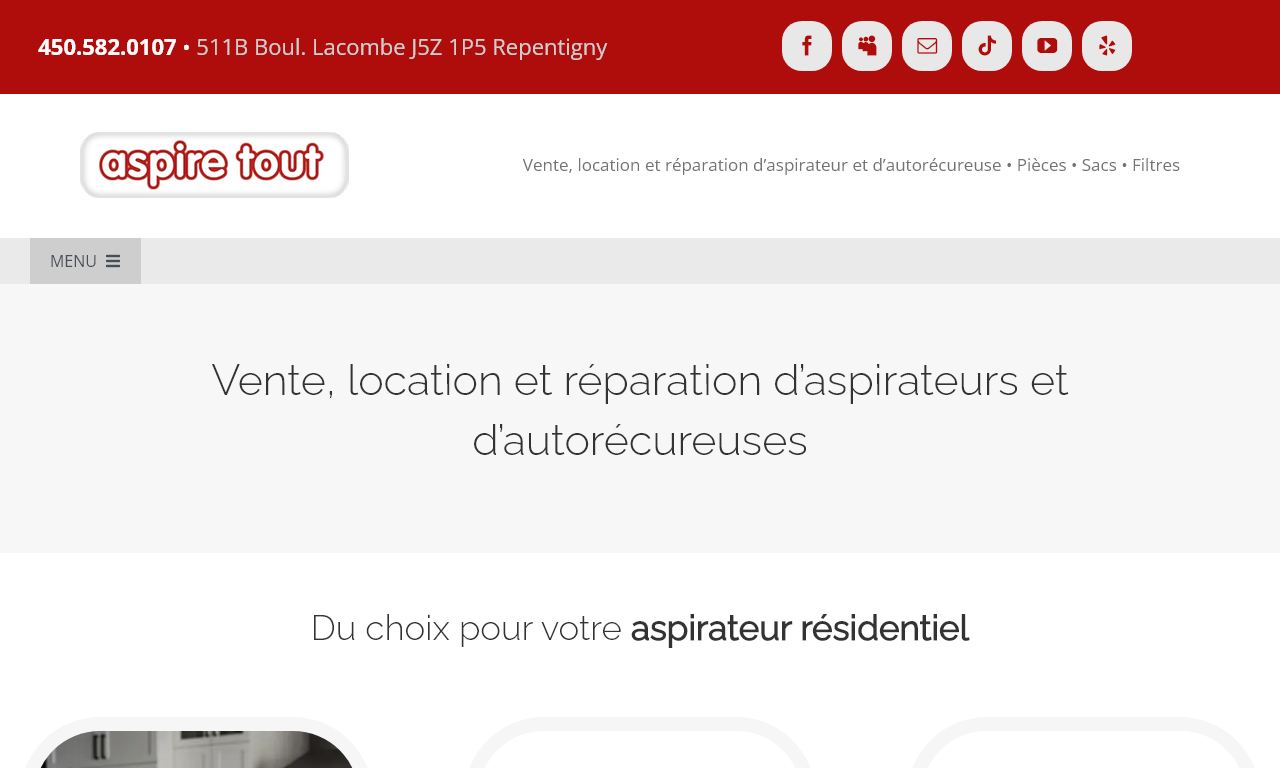 450.582.0107 • 511B Boul. Lacombe J5Z 1P5 Repentigny
aspire tout
Vente, location et réparation d’aspirateur et d’autorécureuse • Pièces • Sacs • Filtres
MENU
Vente, location et réparation d’aspirateurs et
d’autorécureuses
Du choix pour votre aspirateur résidentiel